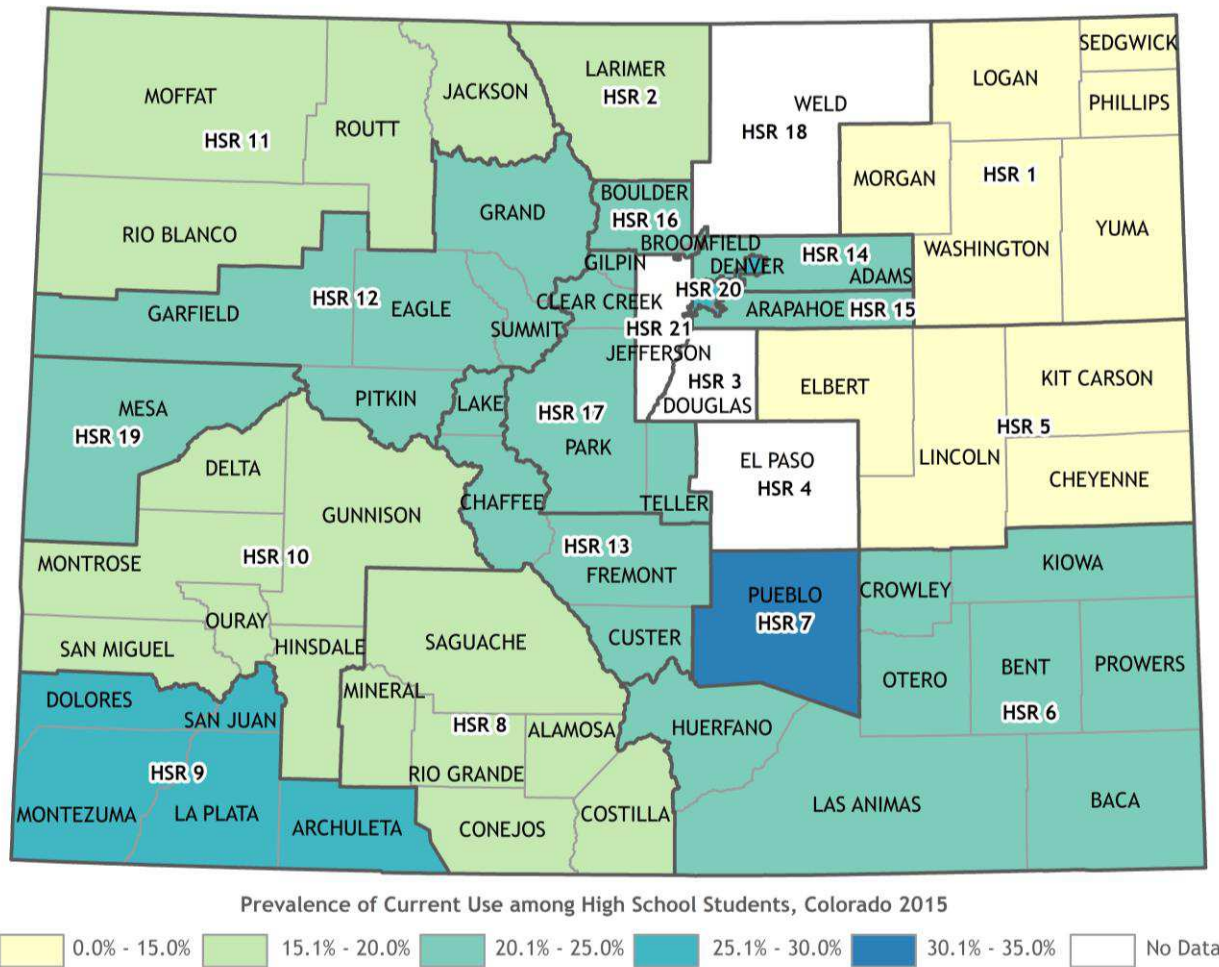 SEDGWICK
LOGAN
LARIMER
HSR 2
JACKSON
MOFFAT
WELD
PHILLIPS
ROUTT
HSR 18
HSR 11
MORGAN
HSR 1
BOULDER
GRAND
HSR 16
YUMA
RIO BLANCO
BROOMFIELD
WASHINGTON
HSR 14
GILPIN
DENVER
ADAMS
HSR 12
HSR 20
CLEAR CREEK
GARFIELD
EAGLE
ARAPAHOE
HSR 15
SUMMIT
HSR 21
JEFFERSON
KIT CARSON
HSR 3
ELBERT
PITKIN
LAKE
DOUGLAS
MESA
HSR 17
HSR 5
HSR 19
PARK
EL PASO
LINCOLN
DELTA
CHEYENNE
HSR 4
CHAFFEE
TELLER
GUNNISON
HSR 13
HSR 10
MONTROSE
KIOWA
FREMONT
CROWLEY
PUEBLO
HSR 7
OURAY
CUSTER
SAGUACHE
HINSDALE
SAN MIGUEL
BENT
PROWERS
OTERO
MINERAL
DOLORES
HSR 6
SAN JUAN
HSR 8
ALAMOSA
HUERFANO
HSR 9
RIO GRANDE
BACA
LAS ANIMAS
MONTEZUMA
LA PLATA
COSTILLA
ARCHULETA
CONEJOS
Prevalence of Current Use among High School Students, Colorado 2015
0.0% - 15.0%
15.1% - 20.0%
20.1% - 25.0%
25.1% - 30.0%
30.1% - 35.0%
No Data